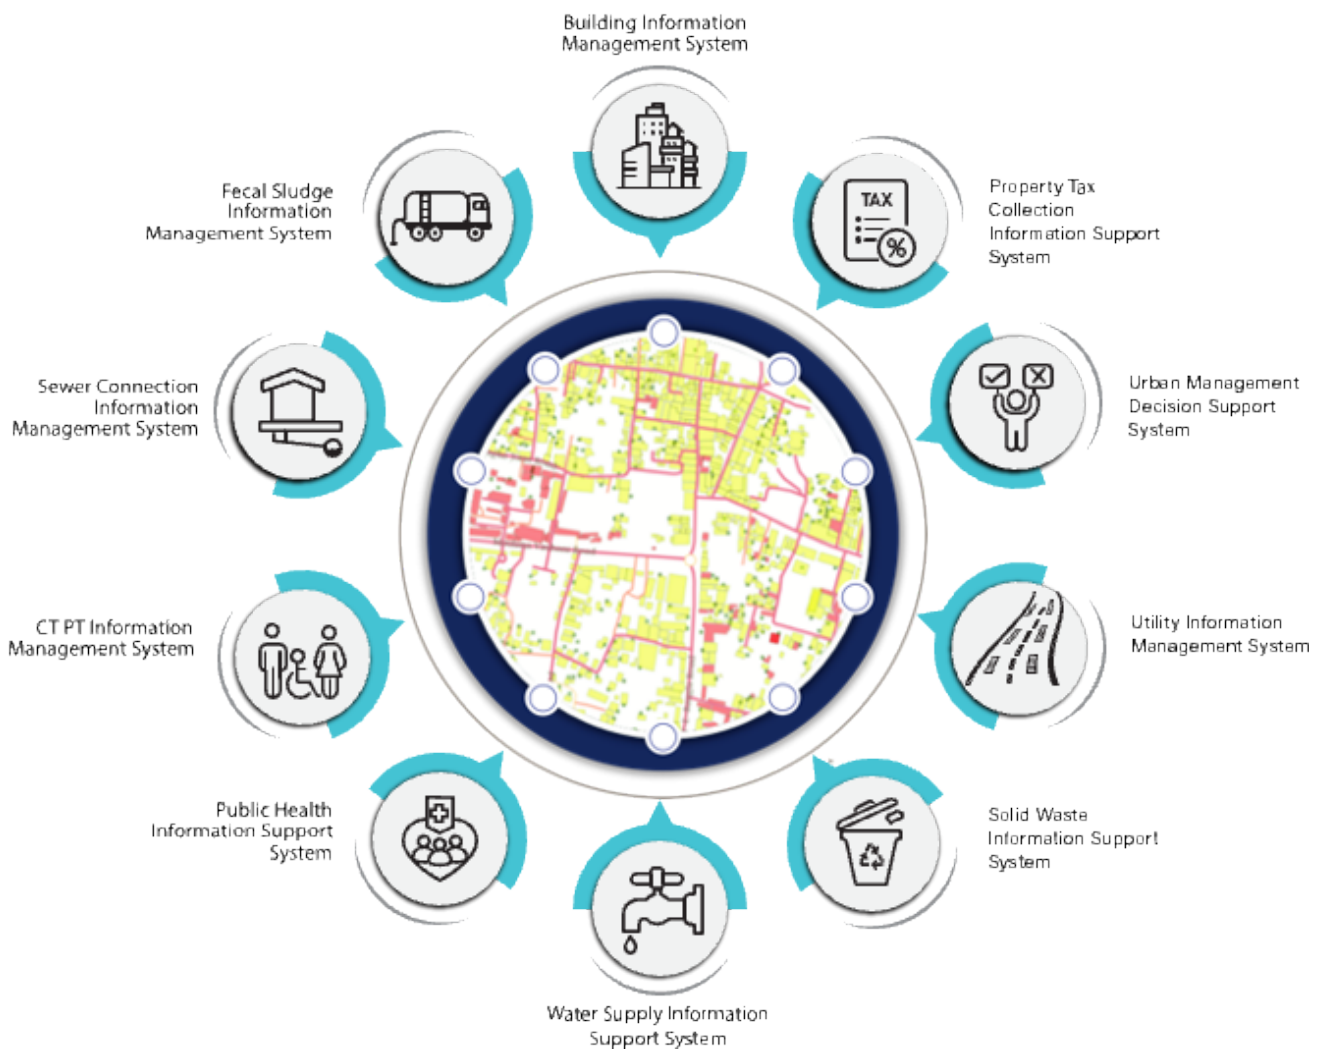 Building Information
Management System
Property Tax
Collection
Information Support
System
Urban Management
Decision Support
System
Utility Information
Management System
Solid Waste
Information Support
System
Water Supply Information
Support System
Public Health
Information Support
System
CT PT Information
Management System
Sewer Connection
Information
Management System
Fecal Sludge
Information
Management System
TAX
%